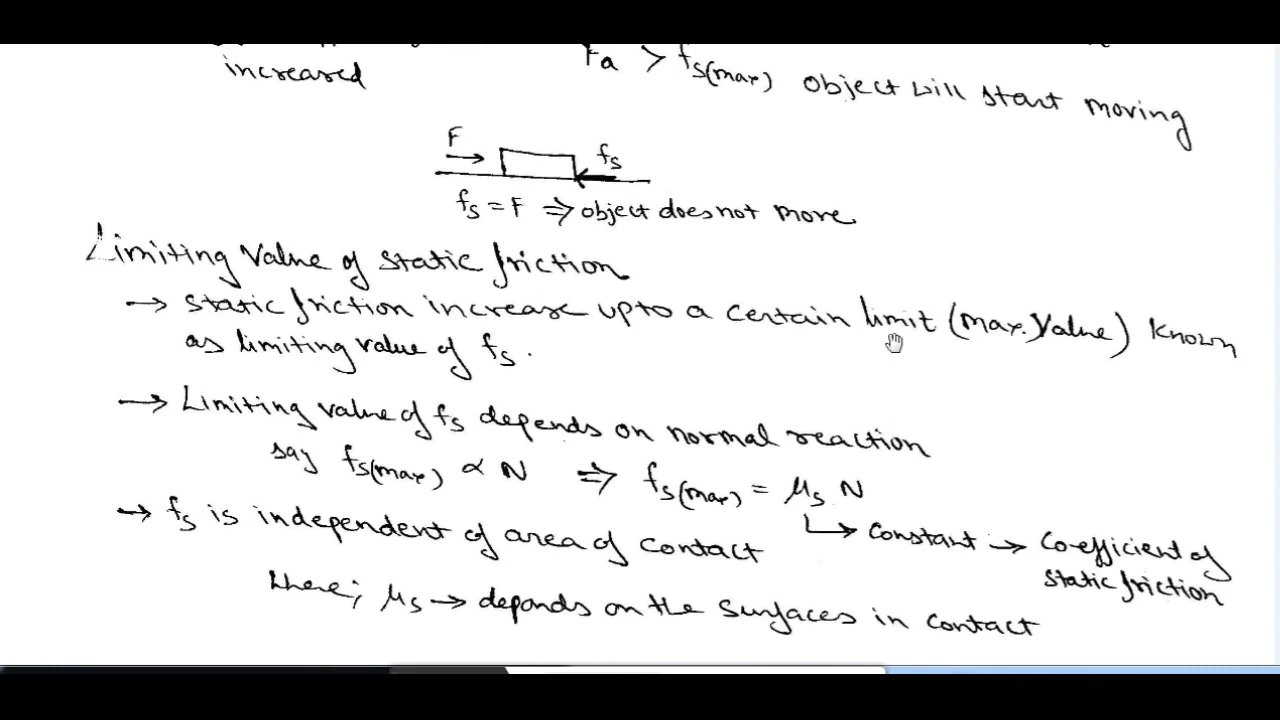 increased
Fa > fs(max) object will start moving
F
fs
fs = F ⇒ object does not move
Limiting Value of static friction
→ static friction increase upto a certain limit (max. Value) known
as limiting value of fs.
→ Limiting value of fs depends on normal reaction
say fs(max) ∝ N ⇒ fs(max) = μs N
→ constant → Co-efficient of
static friction
→ fs is independent of area of contact
there; μs → depends on the surfaces in contact